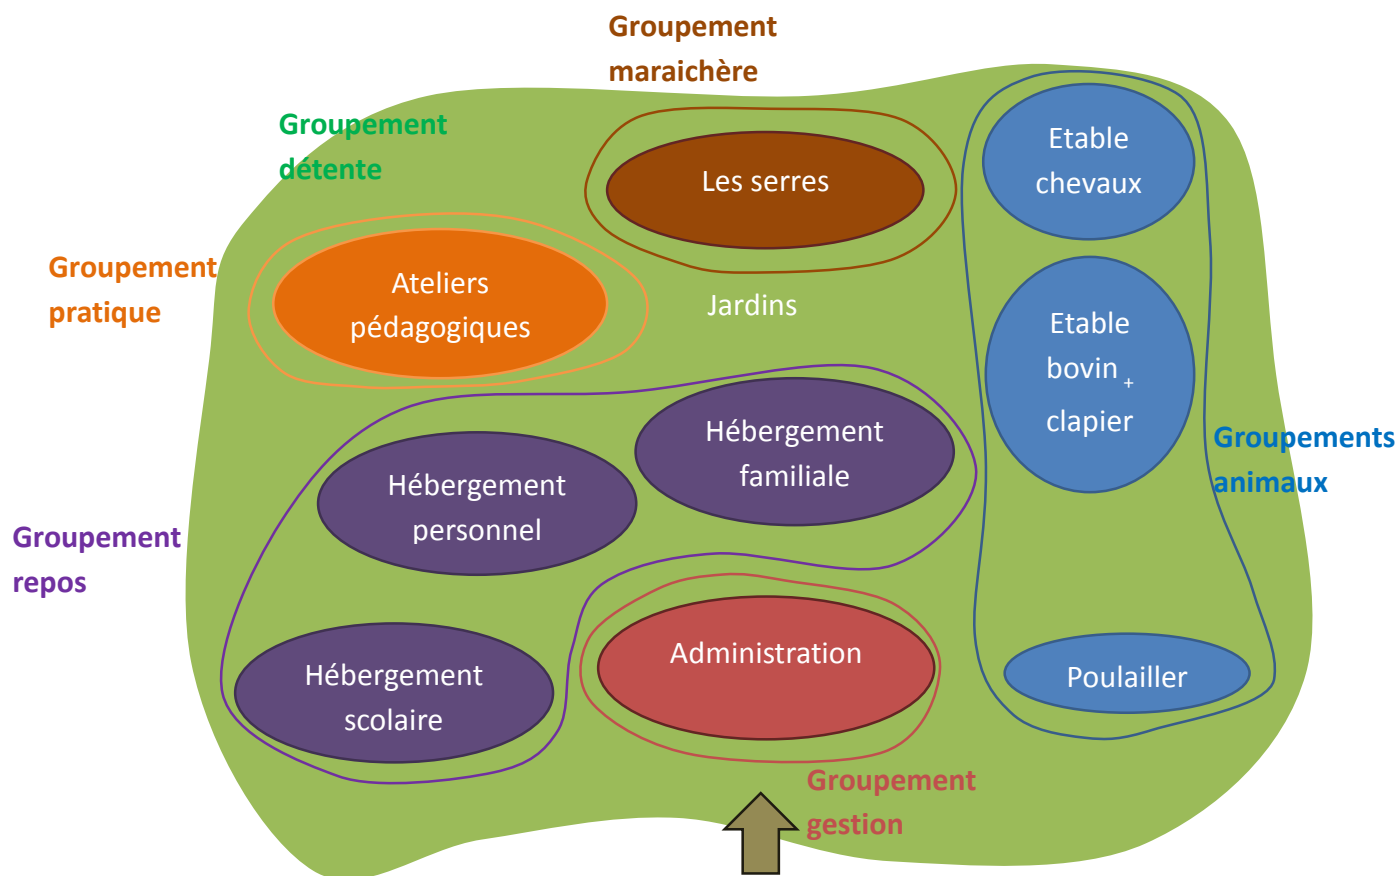 Groupement
maraichère
Groupement
détente
Etable
chevaux
Les serres
Groupement
pratique
Ateliers
pédagogiques
Jardins
Etable
bovin +
clapier
Groupements
animaux
Hébergement
familiale
Hébergement
personnel
Groupement
repos
Administration
Hébergement
scolaire
Poulailler
Groupement
gestion